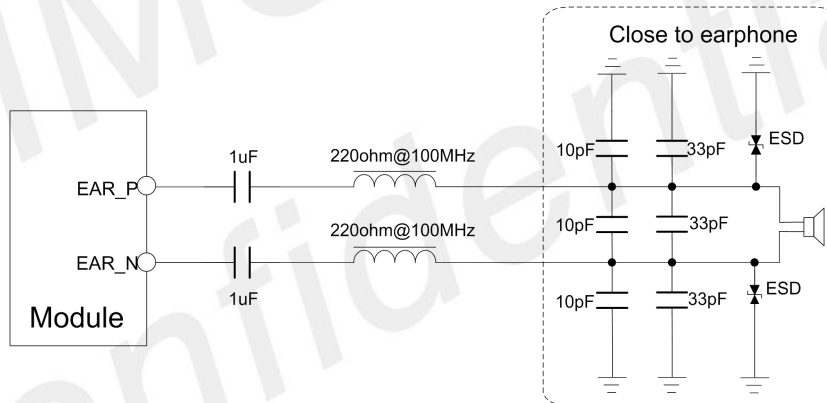 Close to earphone
10pF
33pF
ESD
1uF
220ohm@100MHz
EAR_P
220ohm@100MHz
10pF
33pF
EAR_N
1uF
10pF
33pF
ESD
Module
onfidential